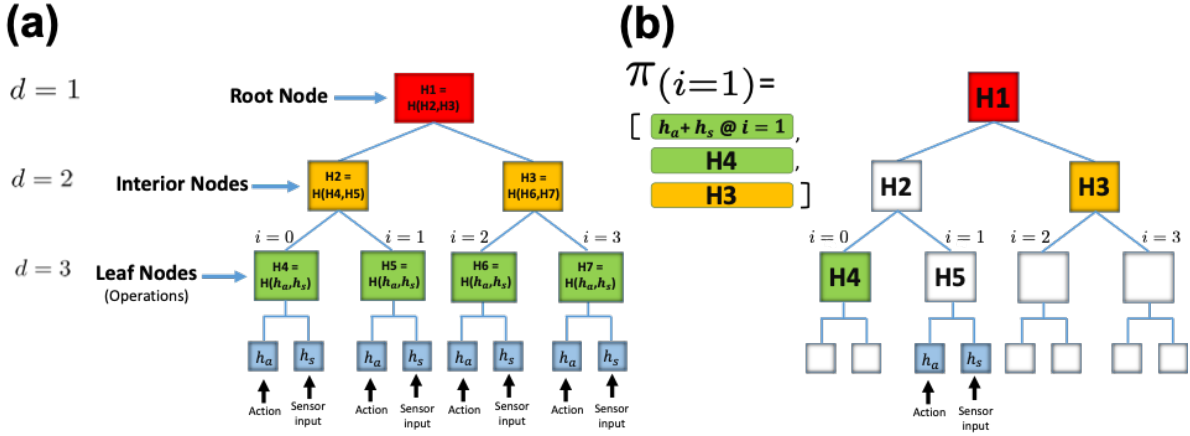 (a)
d = 1
Root Node
H1 =
H(H2,H3)
d = 2
Interior Nodes
H2 =
H(H4,H5)
H3 =
H(H6,H7)
i = 0
i = 1
i = 2
i = 3
d = 3
Leaf Nodes
(Operations)
H4 =
H(hₐ,hₛ)
H5 =
H(hₐ,hₛ)
H6 =
H(hₐ,hₛ)
H7 =
H(hₐ,hₛ)
hₐ
hₛ
hₐ
hₛ
hₐ
hₛ
hₐ
hₛ
Action
Sensor
input
Action
Sensor
input
Action
Sensor
input
Action
Sensor
input
(b)
π(i=1)=
[ hₐ+ hₛ @ i = 1 ,
H4 ,
H3 ]
H1
H2
H3
i = 0
i = 1
i = 2
i = 3
H4
H5
hₐ
hₛ
Action
Sensor
input